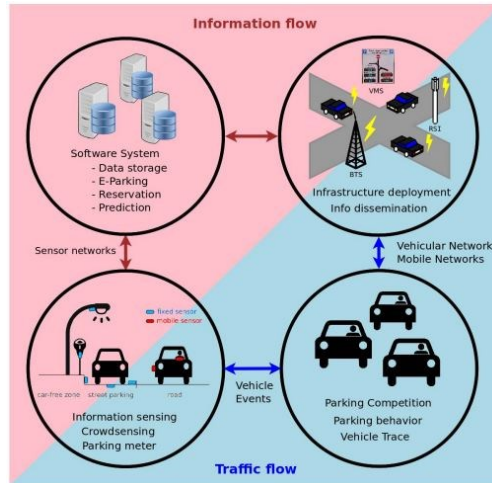 Information flow
VMS
RSI
BTS
Software System
- Data storage
- E-Parking
- Reservation
- Prediction
Infrastructure deployment
Info dissemination
Sensor networks
Vehicular Network
Mobile Networks
fixed sensor
mobile sensor
car-free zone
street parking
road
Information sensing
Crowdsensing
Parking meter
Vehicle
Events
Parking Competition
Parking behavior
Vehicle Trace
Traffic flow